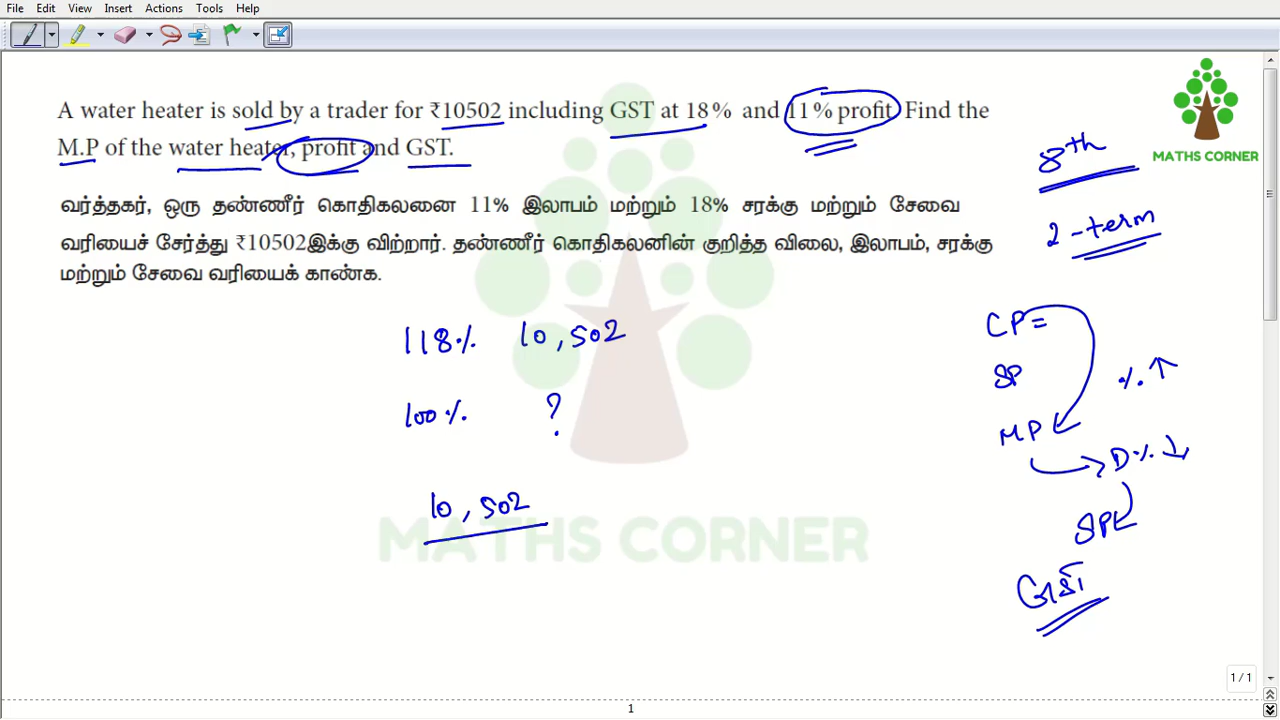 File Edit View Insert Actions Tools Help
A water heater is sold by a trader for ₹10502 including GST at 18% and 11% profit. Find the
M.P of the water heater, profit and GST.
வர்த்தகர், ஒரு தண்ணீர் கொதிகலனை 11% இலாபம் மற்றும் 18% சரக்கு மற்றும் சேவை
வரியைச் சேர்த்து ₹10502இக்கு விற்றார். தண்ணீர் கொதிகலனின் குறித்த விலை, இலாபம், சரக்கு
மற்றும் சேவை வரியைக் காண்க.
MATHS CORNER
8th
2-term
118% 10,502
100% ?
10,502
CP=
SP
% ↑
MP
D% ↓
SP
GST
MATHS CORNER
1/1
1